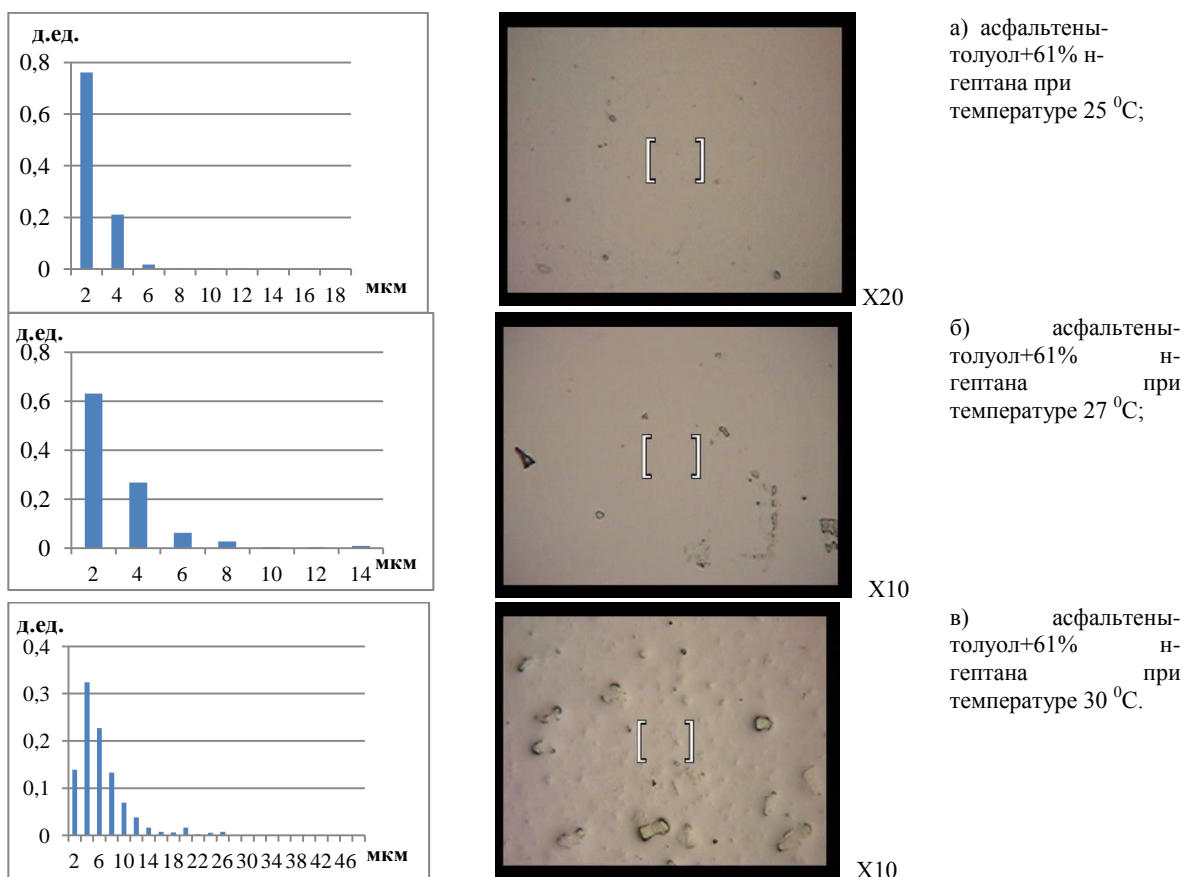 д.ед.
0,8
0,6
0,4
0,2
0
2 4 6 8 10 12 14 16 18
мкм
X20
а) асфальтены-
толуол+61% н-
гептана при
температуре 25 ⁰С;
д.ед.
0,8
0,6
0,4
0,2
0
2 4 6 8 10 12 14
мкм
X10
б) асфальтены-
толуол+61% н-
гептана при
температуре 27 ⁰С;
д.ед.
0,4
0,3
0,2
0,1
0
2 6 10 14 18 22 26 30 34 38 42 46
мкм
X10
в) асфальтены-
толуол+61% н-
гептана при
температуре 30 ⁰С.